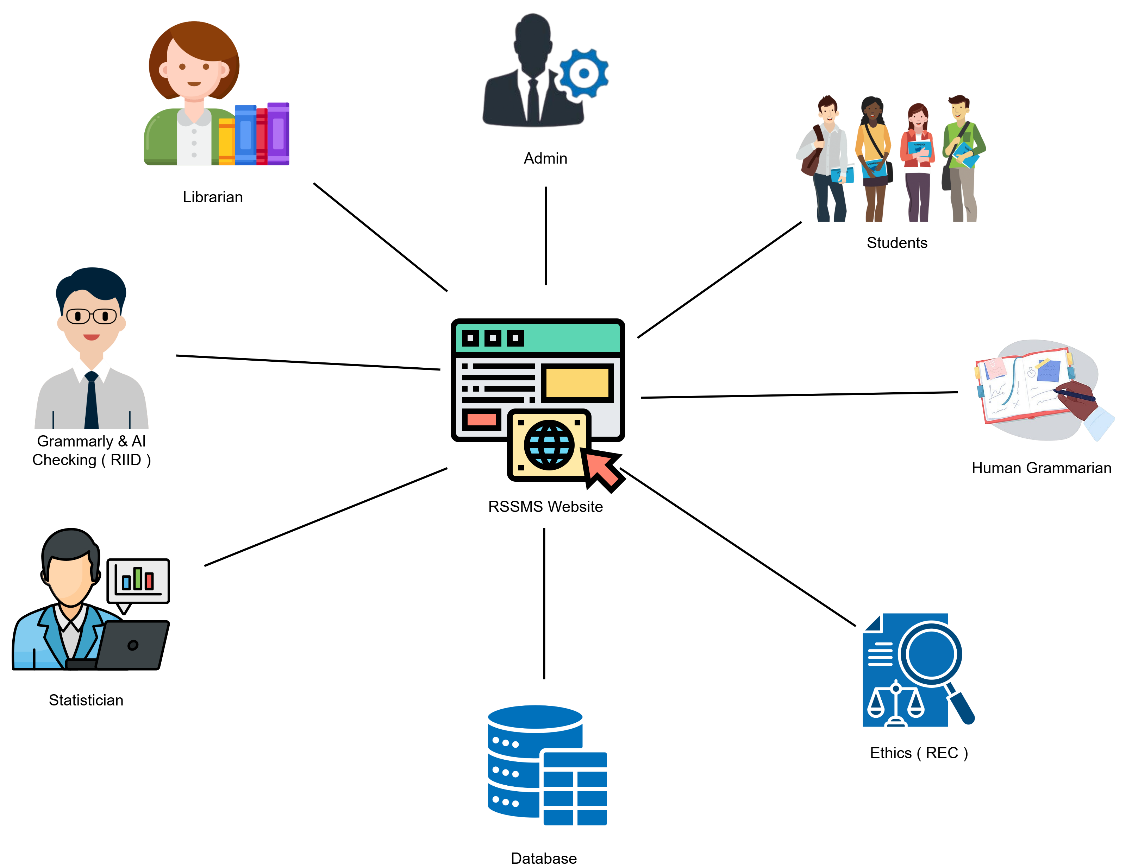 Admin
Librarian
Students
Grammarly & AI
Checking ( RIID )
Human Grammarian
RSSMS Website
Statistician
Ethics ( REC )
Database